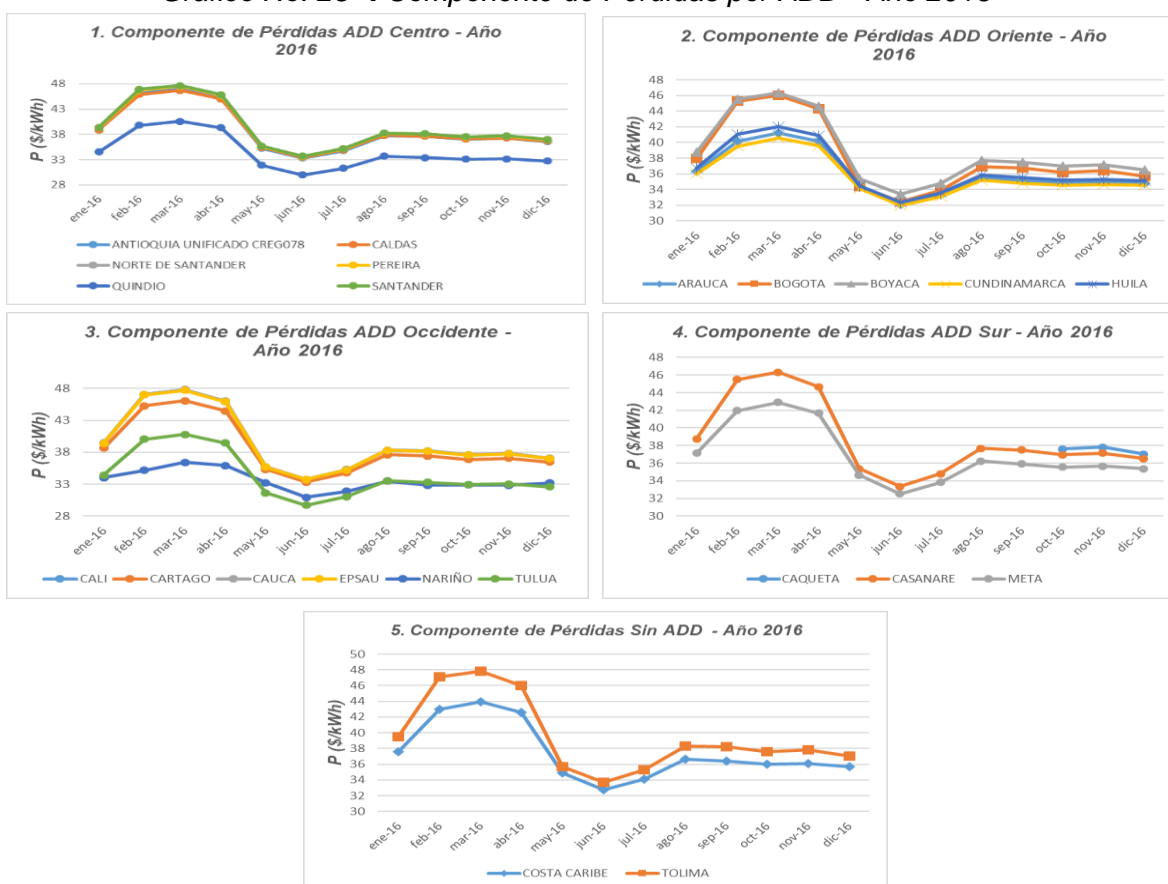 1. Componente de Pérdidas ADD Centro - Año
2016
P ($/kWh)
48
43
38
33
28
ene-16 feb-16 mar-16 abr-16 may-16 jun-16 jul-16 ago-16 sep-16 oct-16 nov-16 dic-16
ANTIOQUIA UNIFICADO CREG078 CALDAS
NORTE DE SANTANDER PEREIRA
QUINDIO SANTANDER
2. Componente de Pérdidas ADD Oriente - Año
2016
P ($/kWh)
48
46
44
42
40
38
36
34
32
30
ene-16 feb-16 mar-16 abr-16 may-16 jun-16 jul-16 ago-16 sep-16 oct-16 nov-16 dic-16
ARAUCA BOGOTA BOYACA CUNDINAMARCA HUILA
3. Componente de Pérdidas ADD Occidente -
Año 2016
P ($/kWh)
48
43
38
33
28
ene-16 feb-16 mar-16 abr-16 may-16 jun-16 jul-16 ago-16 sep-16 oct-16 nov-16 dic-16
CALI CARTAGO CAUCA EPSAU NARIÑO TULUA
4. Componente de Pérdidas ADD Sur - Año 2016
P ($/kWh)
48
46
44
42
40
38
36
34
32
30
ene-16 feb-16 mar-16 abr-16 may-16 jun-16 jul-16 ago-16 sep-16 oct-16 nov-16 dic-16
CAQUETA CASANARE META
5. Componente de Pérdidas Sin ADD - Año 2016
P ($/kWh)
50
48
46
44
42
40
38
36
34
32
30
ene-16 feb-16 mar-16 abr-16 may-16 jun-16 jul-16 ago-16 sep-16 oct-16 nov-16 dic-16
COSTA CARIBE TOLIMA